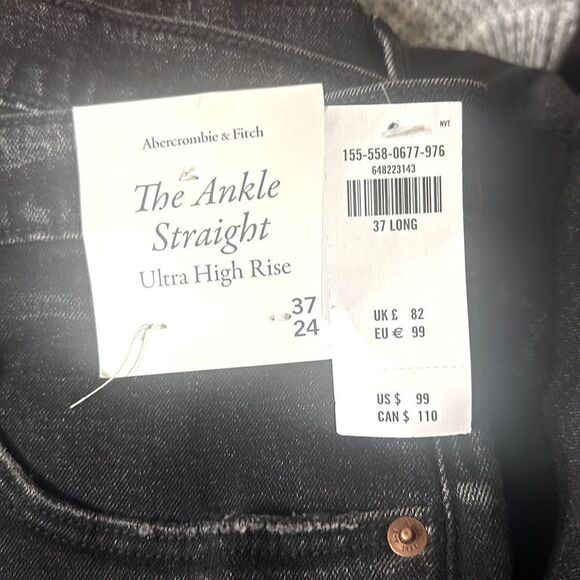 Abercrombie & Fitch
The Ankle
Straight
Ultra High Rise
37
24
NVT
155-558-0677-976
648223143
37 LONG
UK £ 82
EU € 99
US $ 99
CAN $ 110